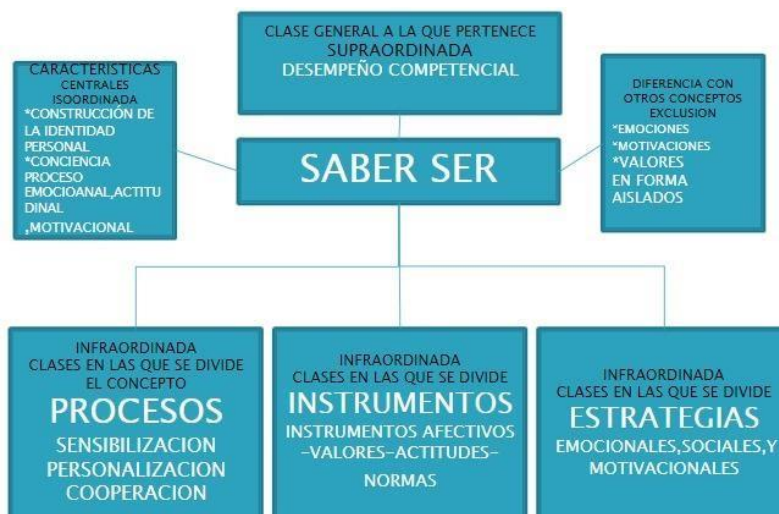 CLASE GENERAL A LA QUE PERTENECE
SUPRAORDINADA
DESEMPEÑO COMPETENCIAL
CARACTERISTICAS
CENTRALES
ISOORDINADA
*CONSTRUCCIÓN DE
LA IDENTIDAD
PERSONAL
*CONCIENCIA
PROCESO
EMOCIOANAL,ACTITU
DINAL
,MOTIVACIONAL
SABER SER
DIFERENCIA CON
OTROS CONCEPTOS
EXCLUSION
*EMOCIONES
*MOTIVACIONES
*VALORES
EN FORMA
AISLADOS
INFRAORDINADA
CLASES EN LAS QUE SE DIVIDE
EL CONCEPTO
PROCESOS
SENSIBILIZACION
PERSONALIZACION
COOPERACION
INFRAORDINADA
CLASES EN LAS QUE SE DIVIDE
INSTRUMENTOS
INSTRUMENTOS AFECTIVOS
-VALORES-ACTITUDES-
NORMAS
INFRAORDINADA
CLASES EN LAS QUE SE DIVIDE
ESTRATEGIAS
EMOCIONALES,SOCIALES,Y
MOTIVACIONALES